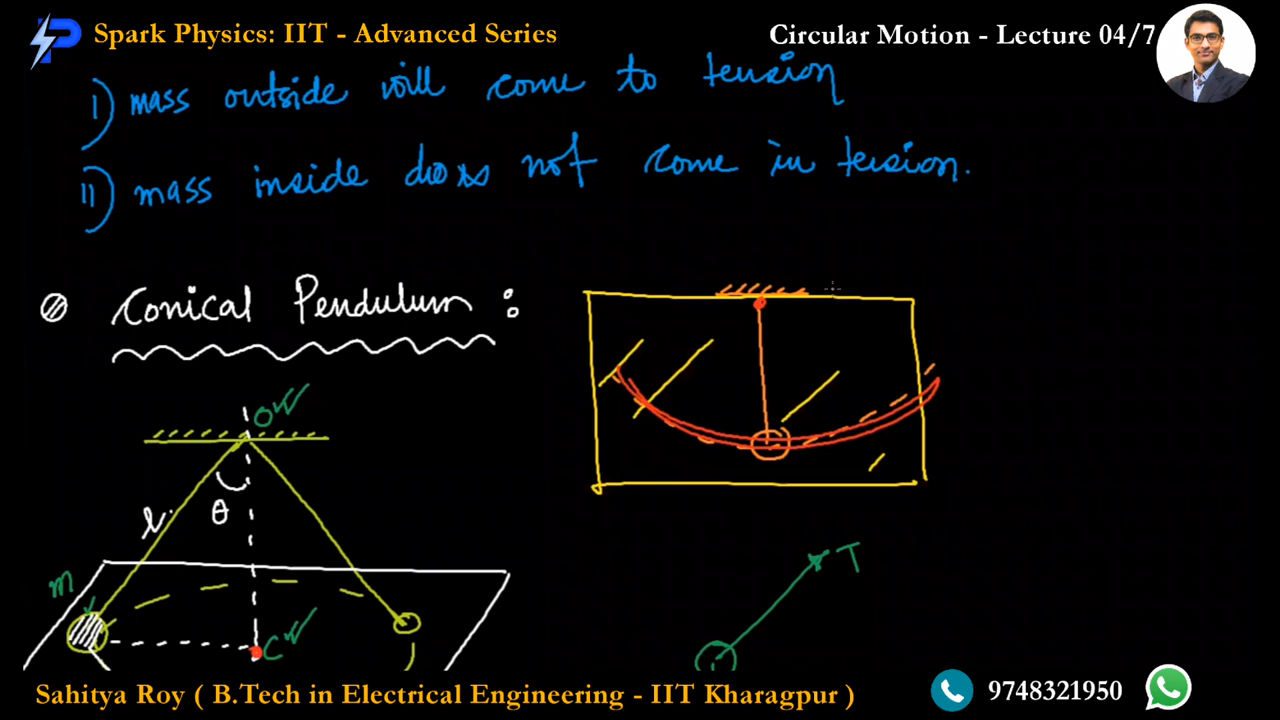 Spark Physics: IIT - Advanced Series
Circular Motion - Lecture 04/7
I) mass outside will come to tension
II) mass inside does not come in tension.
Conical Pendulum :
O
θ
l
m
C
T
Sahitya Roy ( B.Tech in Electrical Engineering - IIT Kharagpur )
9748321950